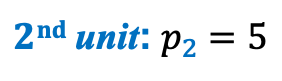 2nd unit: p2 = 5